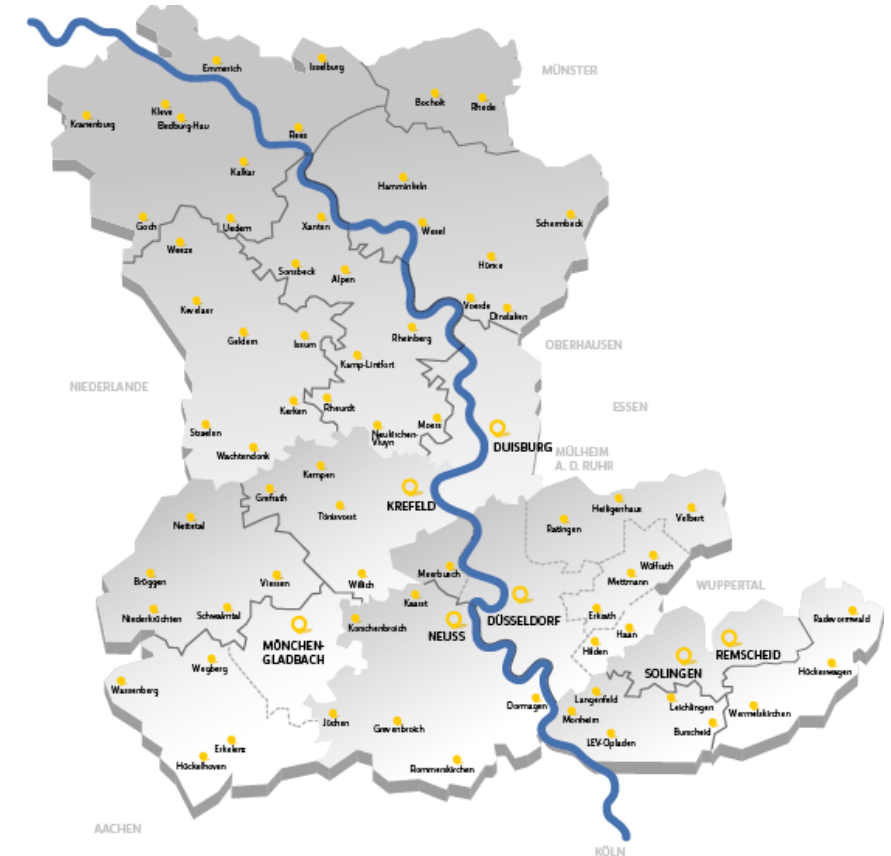 MÜNSTER
Emmerich
Isselburg
Bocholt
Rhede
Kleve
Kranenburg
Bedburg-Hau
Rees
Kalkar
Hamminkeln
Schermbeck
Goch
Uedem
Xanten
Wesel
Weeze
Hünxe
Sonsbeck
Alpen
Kevelaer
Voerde
Dinslaken
Geldern
Issum
Rheinberg
OBERHAUSEN
Kamp-Lintfort
NIEDERLANDE
Kerken
Rheurdt
ESSEN
Straelen
Moers
Neukirchen-
Vluyn
DUISBURG
MÜLHEIM
A. D. RUHR
Wachtendonk
Kempen
Grefrath
KREFELD
Heiligenhaus
Tönisvorst
Velbert
Nettetal
Ratingen
Wülfrath
Meerbusch
Mettmann
Brüggen
Viersen
Willich
WUPPERTAL
Kaarst
Niederkrüchten
Schwalmtal
Erkrath
Radevormwald
DÜSSELDORF
Korschenbroich
NEUSS
Haan
MÖNCHEN-
GLADBACH
Hilden
REMSCHEID
Wegberg
SOLINGEN
Hückeswagen
Wassenberg
Langenfeld
Leichlingen
Dormagen
Wermelskirchen
Monheim
Jüchen
Grevenbroich
Burscheid
LEV-Opladen
Erkelenz
Hückelhoven
Rommerskirchen
AACHEN
KÖLN